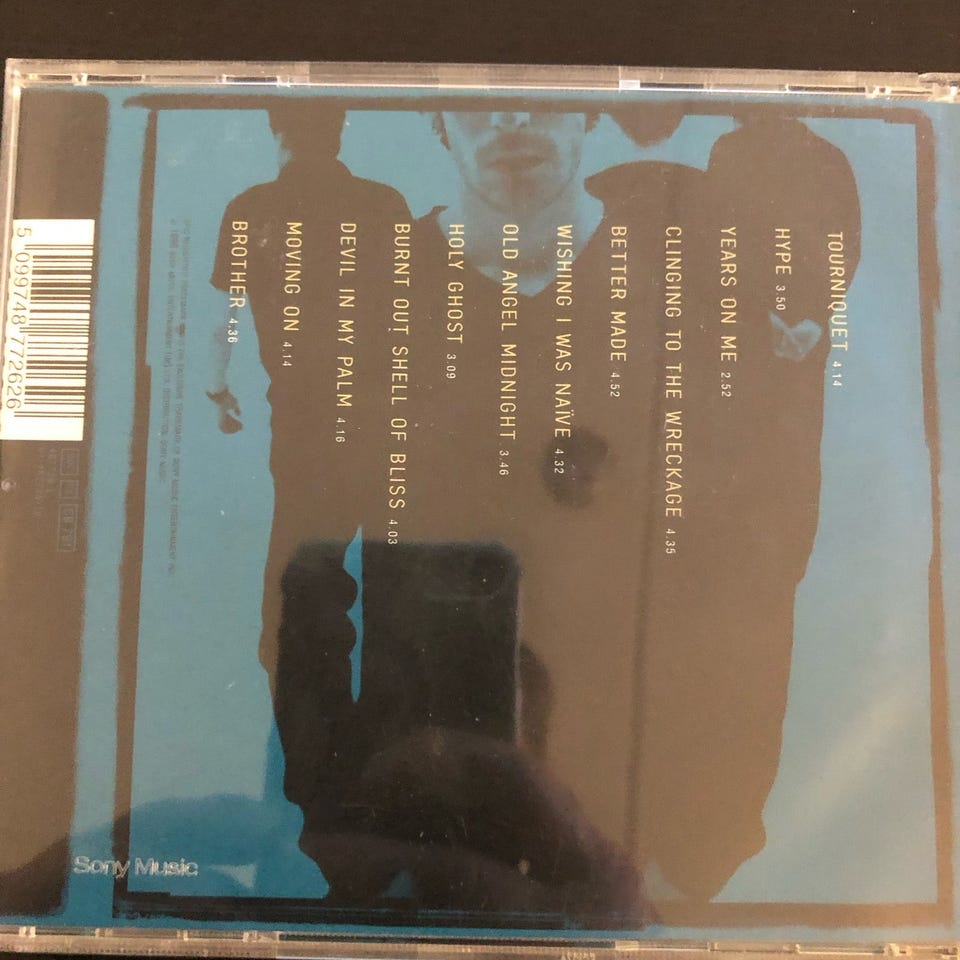 TOURNIQUET 4.14
HYPE 3.50
YEARS ON ME 2.52
CLINGING TO THE WRECKAGE 4.35
BETTER MADE 4.52
WISHING I WAS NAÏVE 4.32
OLD ANGEL MIDNIGHT 3.46
HOLY GHOST 3.09
BURNT OUT SHELL OF BLISS 4.03
DEVIL IN MY PALM 4.16
MOVING ON 4.14
BROTHER 4.36
5 099748 772626
Sony Music